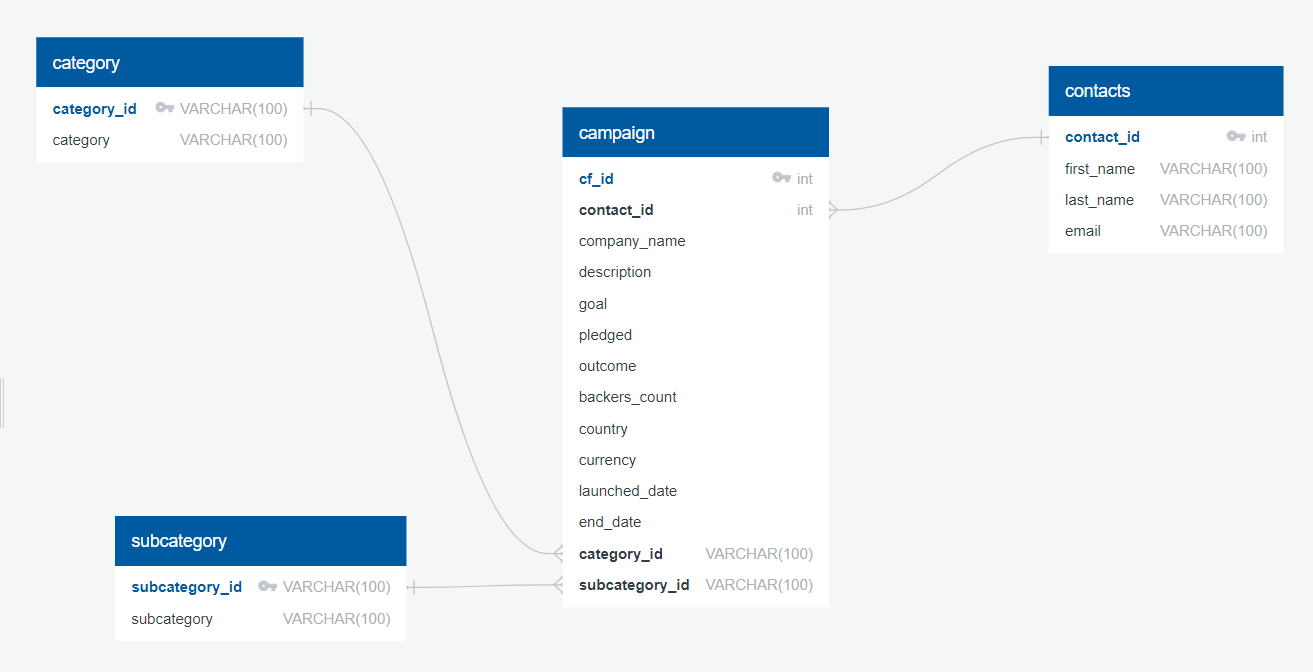 category
category_id VARCHAR(100)
category VARCHAR(100)
campaign
cf_id int
contact_id int
company_name
description
goal
pledged
outcome
backers_count
country
currency
launched_date
end_date
category_id VARCHAR(100)
subcategory_id VARCHAR(100)
contacts
contact_id int
first_name VARCHAR(100)
last_name VARCHAR(100)
email VARCHAR(100)
subcategory
subcategory_id VARCHAR(100)
subcategory VARCHAR(100)